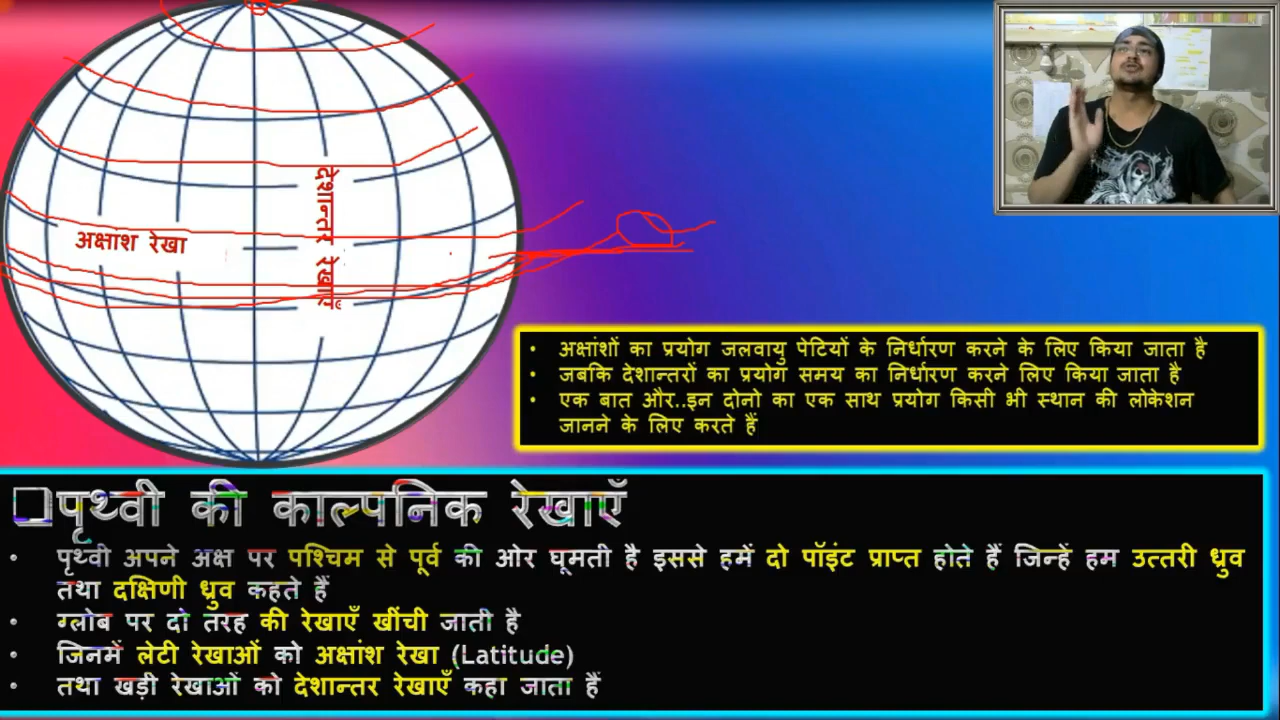 अक्षाश रेखा
देशान्तर रेखाएँ
• अक्षांशों का प्रयोग जलवायु पेटियों के निर्धारण करने के लिए किया जाता है
• जबकि देशान्तरों का प्रयोग समय का निर्धारण करने लिए किया जाता है
• एक बात और..इन दोनो का एक साथ प्रयोग किसी भी स्थान की लोकेशन
जानने के लिए करते हैं
❑पृथ्वी की काल्पनिक रेखाएँ
• पृथ्वी अपने अक्ष पर पश्चिम से पूर्व की ओर घूमती है इससे हमें दो पॉइंट प्राप्त होते हैं जिन्हें हम उत्तरी ध्रुव
तथा दक्षिणी ध्रुव कहते हैं
• ग्लोब पर दो तरह की रेखाएँ खींची जाती है
• जिनमें लेटी रेखाओं को अक्षांश रेखा (Latitude)
• तथा खड़ी रेखाओं को देशान्तर रेखाएँ कहा जाता हैं